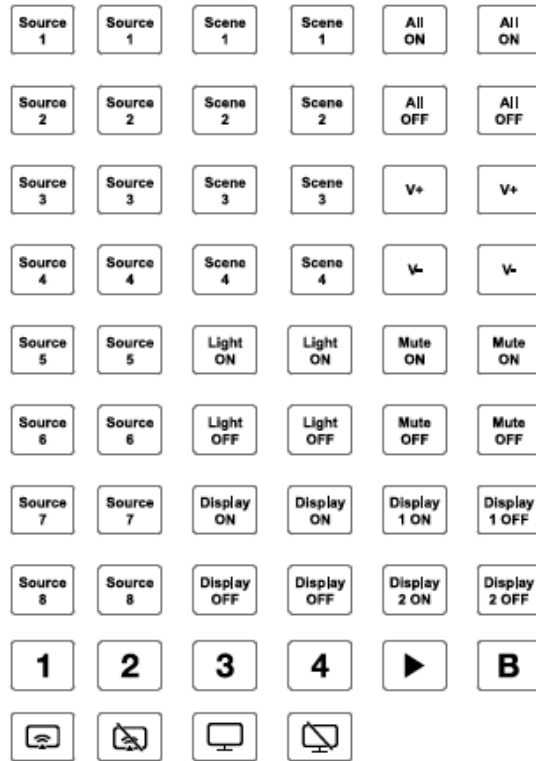 Source 1 Source 1 Scene 1 Scene 1 All ON All ON
Source 2 Source 2 Scene 2 Scene 2 All OFF All OFF
Source 3 Source 3 Scene 3 Scene 3 V+ V+
Source 4 Source 4 Scene 4 Scene 4 V- V-
Source 5 Source 5 Light ON Light ON Mute ON Mute ON
Source 6 Source 6 Light OFF Light OFF Mute OFF Mute OFF
Source 7 Source 7 Display ON Display ON Display 1 ON Display 1 OFF
Source 8 Source 8 Display OFF Display OFF Display 2 ON Display 2 OFF
1 2 3 4 B